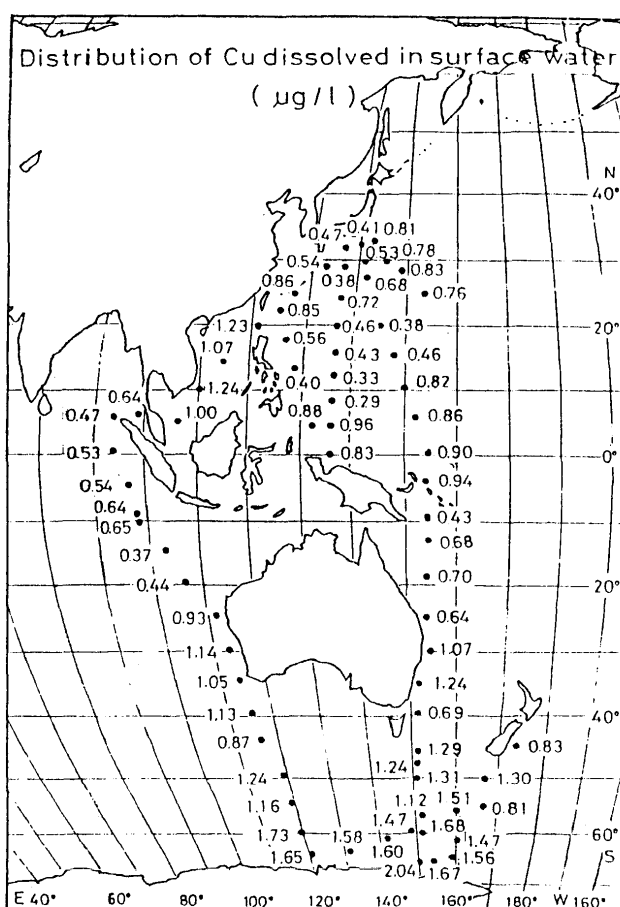 Distribution of Cu dissolved in surface water
( µg/l )
N
40°
0.47 0.41 0.81
0.54 0.53 0.78
0.38 0.68 0.83
0.86 0.72 0.76
0.85
1.23 0.46 0.38 20°
1.07 0.56 0.43 0.46
1.24 0.40 0.33 0.82
0.64 0.29
0.47 1.00 0.88 0.96 0.86
0.53 0.83 0.90 0°
0.54 0.94
0.64 0.43
0.65
0.37 0.68
0.44 0.70 20°
0.93 0.64
1.14 1.07
1.05 1.24
1.13 0.69 40°
0.87 1.29 0.83
1.24 1.24 1.31 1.30
1.16 1.12 1.51 0.81
1.73 1.58 1.47 1.68 1.47 60°
1.65 1.60 1.56 S
2.04 1.67
E 40° 60° 80° 100° 120° 140° 160° 180° W 160°